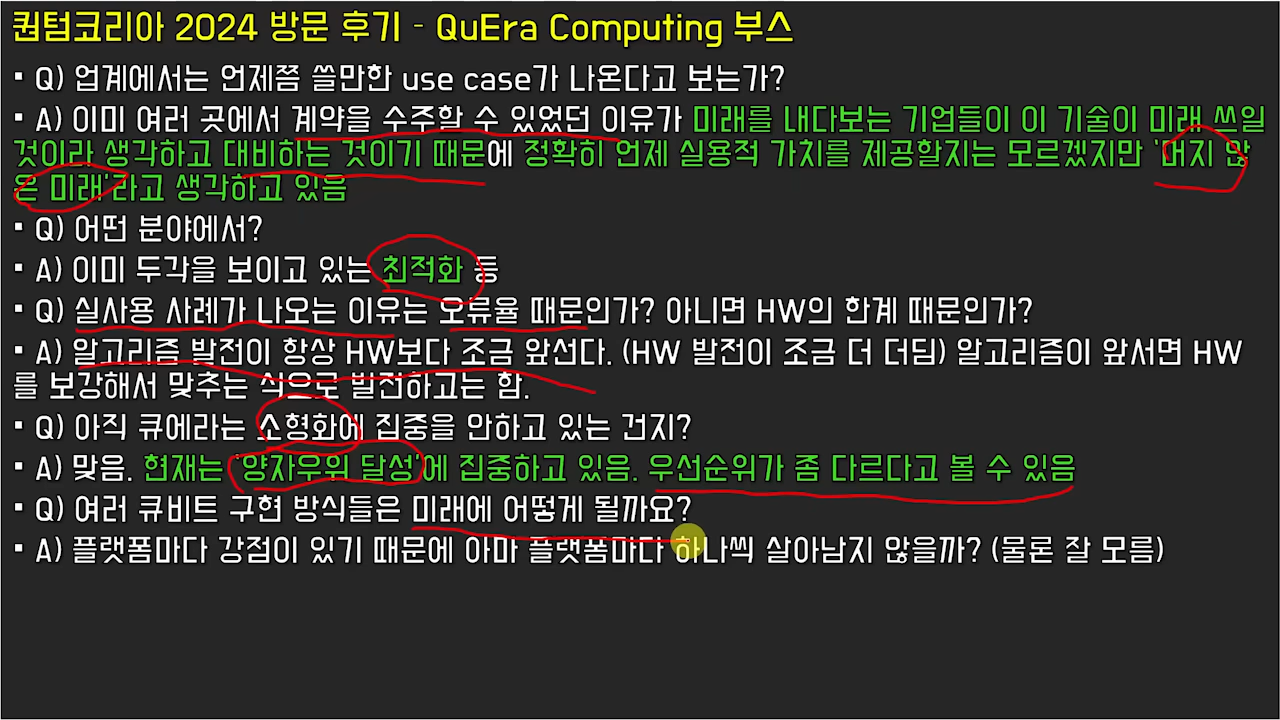 퀀텀코리아 2024 방문 후기 - QuEra Computing 부스
▪ Q) 업계에서는 언제쯤 쓸만한 use case가 나온다고 보는가?
▪ A) 이미 여러 곳에서 계약을 수주할 수 있었던 이유가 미래를 내다보는 기업들이 이 기술이 미래 쓰일
것이라 생각하고 대비하는 것이기 때문에 정확히 언제 실용적 가치를 제공할지는 모르겠지만 '머지 않
은 미래'라고 생각하고 있음
▪ Q) 어떤 분야에서?
▪ A) 이미 두각을 보이고 있는 최적화 등
▪ Q) 실사용 사례가 나오는 이유는 오류율 때문인가? 아니면 HW의 한계 때문인가?
▪ A) 알고리즘 발전이 항상 HW보다 조금 앞선다. (HW 발전이 조금 더 더딤) 알고리즘이 앞서면 HW
를 보강해서 맞추는 식으로 발전하고는 함.
▪ Q) 아직 큐에라는 소형화에 집중을 안하고 있는 건지?
▪ A) 맞음. 현재는 '양자우위 달성'에 집중하고 있음. 우선순위가 좀 다르다고 볼 수 있음
▪ Q) 여러 큐비트 구현 방식들은 미래에 어떻게 될까요?
▪ A) 플랫폼마다 강점이 있기 때문에 아마 플랫폼마다 하나씩 살아남지 않을까? (물론 잘 모름)